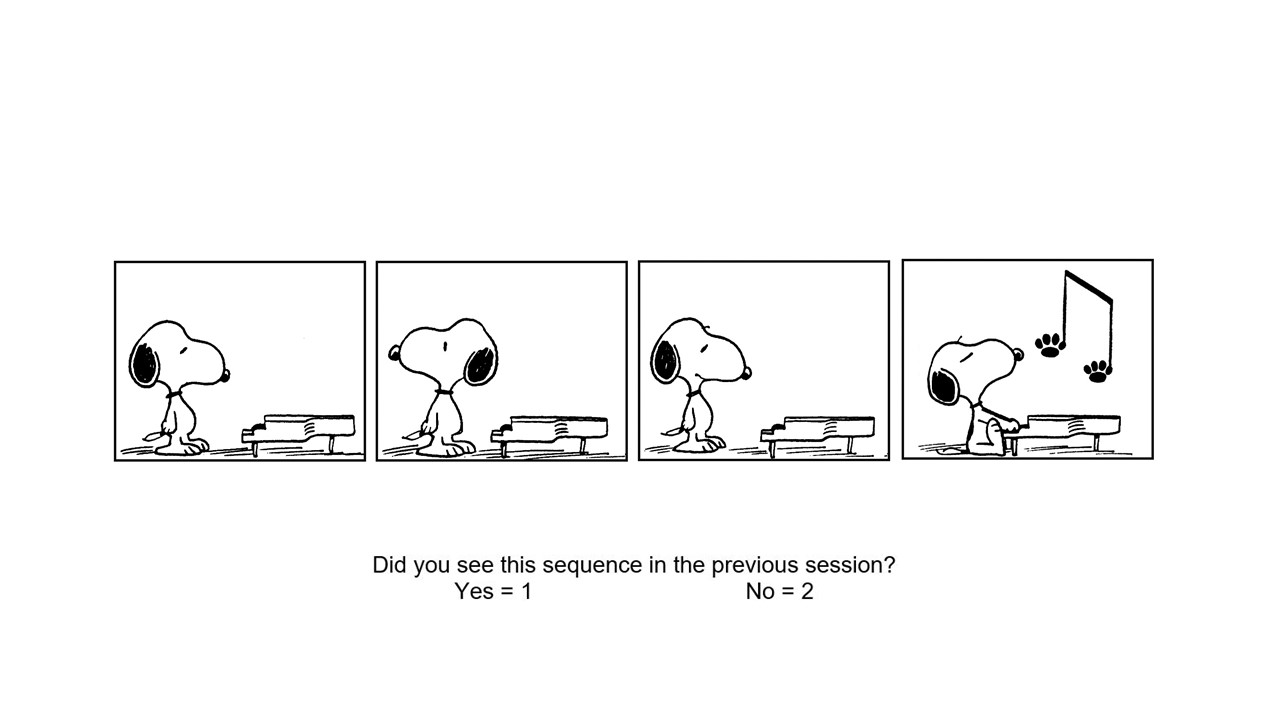 Did you see this sequence in the previous session?
Yes = 1 No = 2